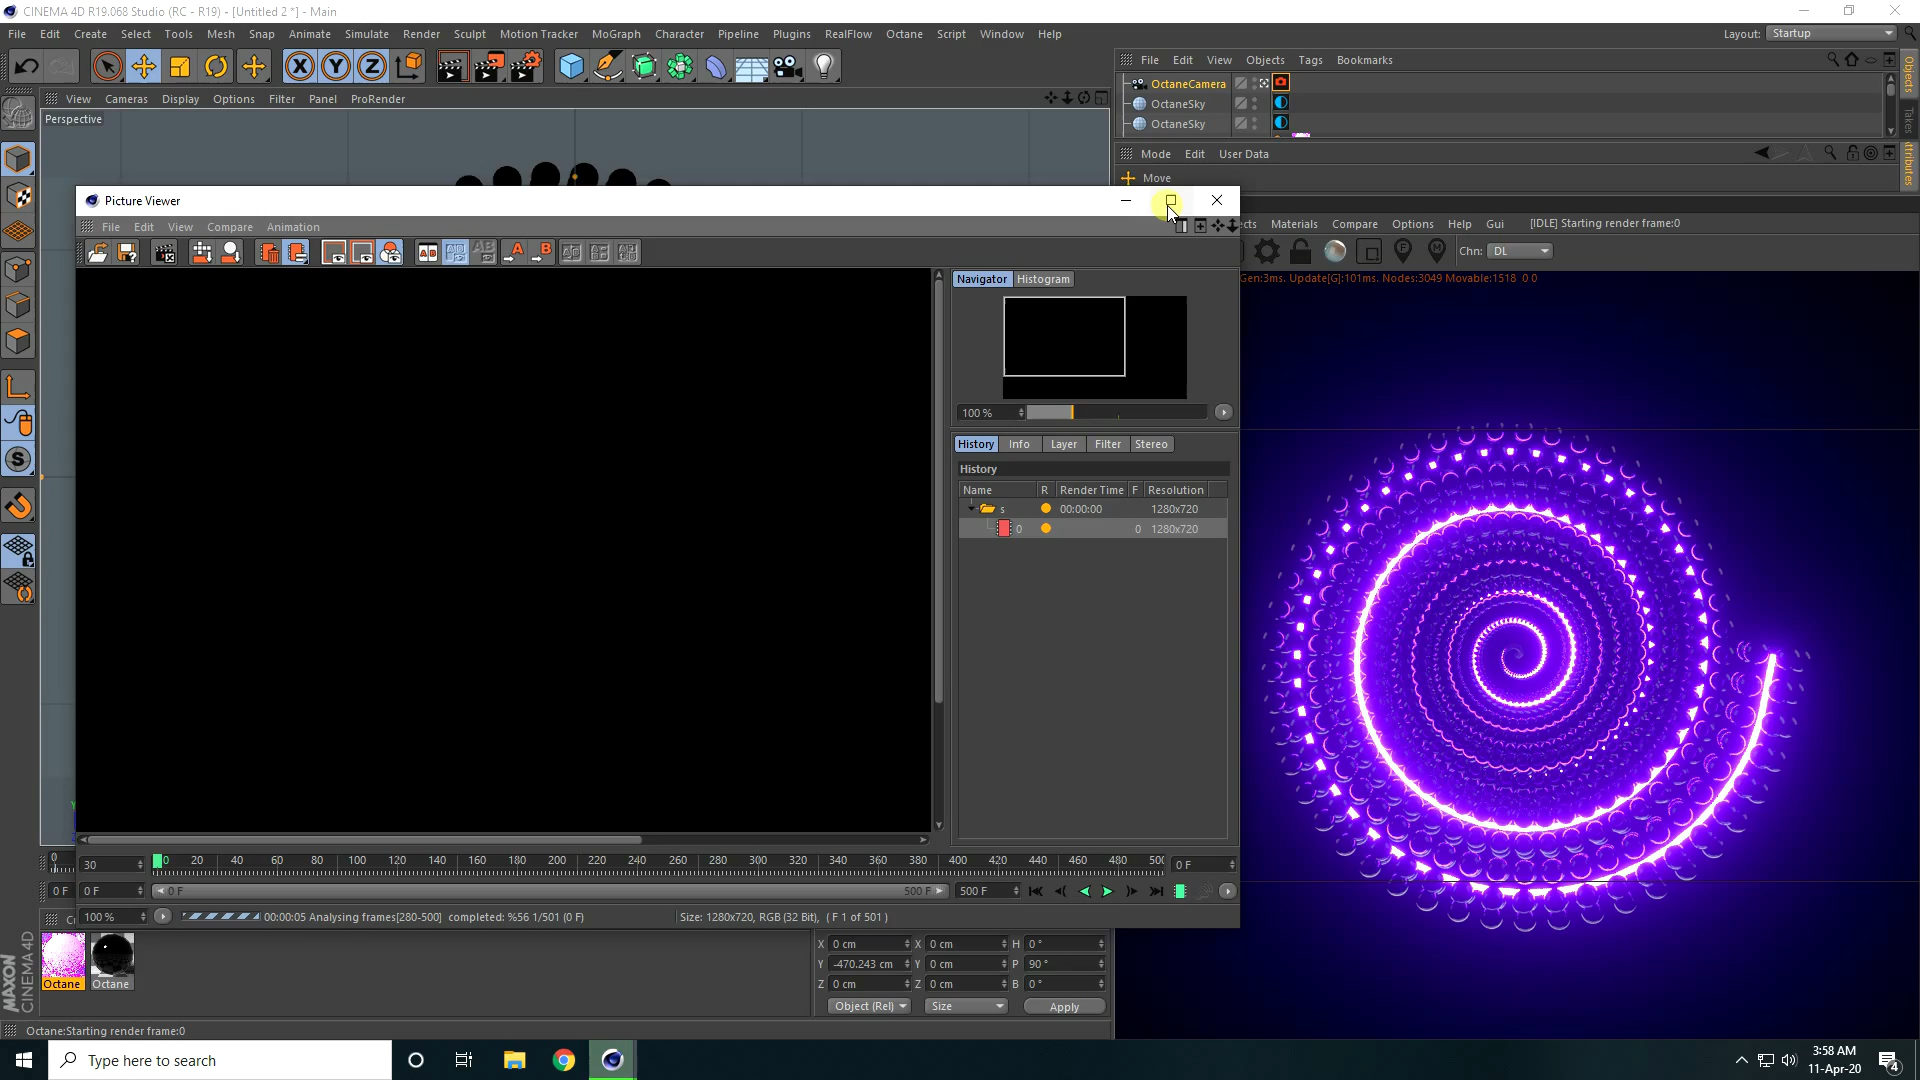 CINEMA 4D R19.068 Studio (RC - R19) - [Untitled 2 *] - Main
File Edit Create Select Tools Mesh Snap Animate Simulate Render Sculpt Motion Tracker MoGraph Character Pipeline Plugins RealFlow Octane Script Window Help Layout: Startup
File Edit View Objects Tags Bookmarks
OctaneCamera
OctaneSky
OctaneSky
Objects
Takes
Attributes
View Cameras Display Options Filter Panel ProRender
Perspective
Mode Edit User Data
Move
Picture Viewer
File Edit View Compare Animation
Materials Compare Options Help Gui [IDLE] Starting render frame:0
Chn: DL
Gen:3ms. Update[G]:101ms. Nodes:3049 Movable:1518 0 0
Navigator Histogram
100 %
History Info Layer Filter Stereo
History
Name R Render Time F Resolution
s 00:00:00 1280x720
0 0 1280x720
30 0 20 40 60 80 100 120 140 160 180 200 220 240 260 280 300 320 340 360 380 400 420 440 460 480 0 F
0 F 0 F 0 F 500 F 500 F
100 % 00:00:05 Analysing frames[280-500] completed: %56 1/501 (0 F) Size: 1280x720, RGB (32 Bit), ( F 1 of 501 )
Octane Octane
X 0 cm X 0 cm H 0 °
Y -470.243 cm Y 0 cm P 90 °
Z 0 cm Z 0 cm B 0 °
Object (Rel) Size Apply
MAXON CINEMA 4D
Octane:Starting render frame:0
Type here to search
3:58 AM
11-Apr-20
4